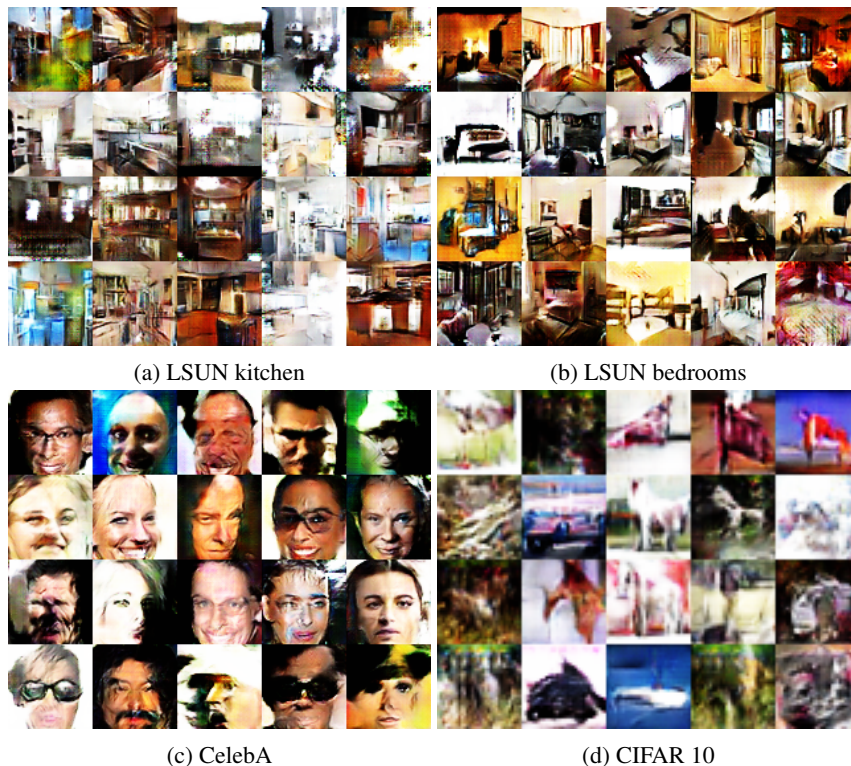 (a) LSUN kitchen
(b) LSUN bedrooms
(c) CelebA
(d) CIFAR 10